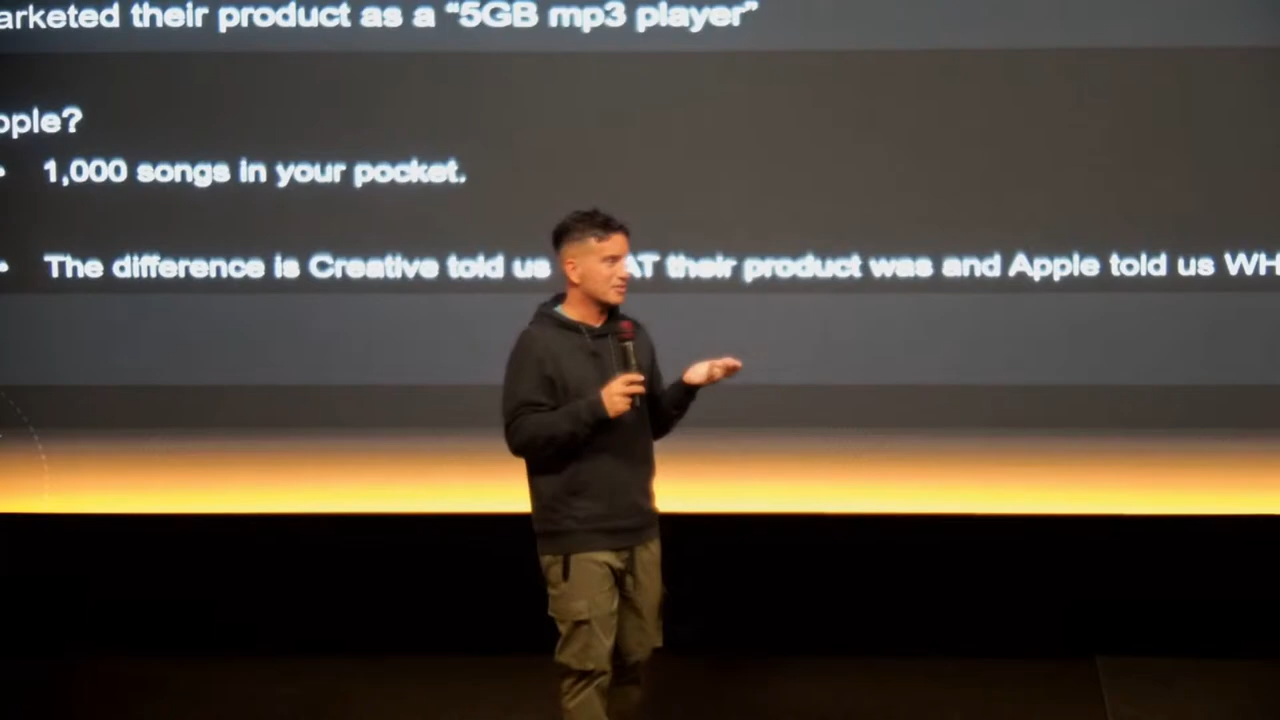 arketed their product as a “5GB mp3 player”
pple?
• 1,000 songs in your pocket.
• The difference is Creative told us AT their product was and Apple told us WH